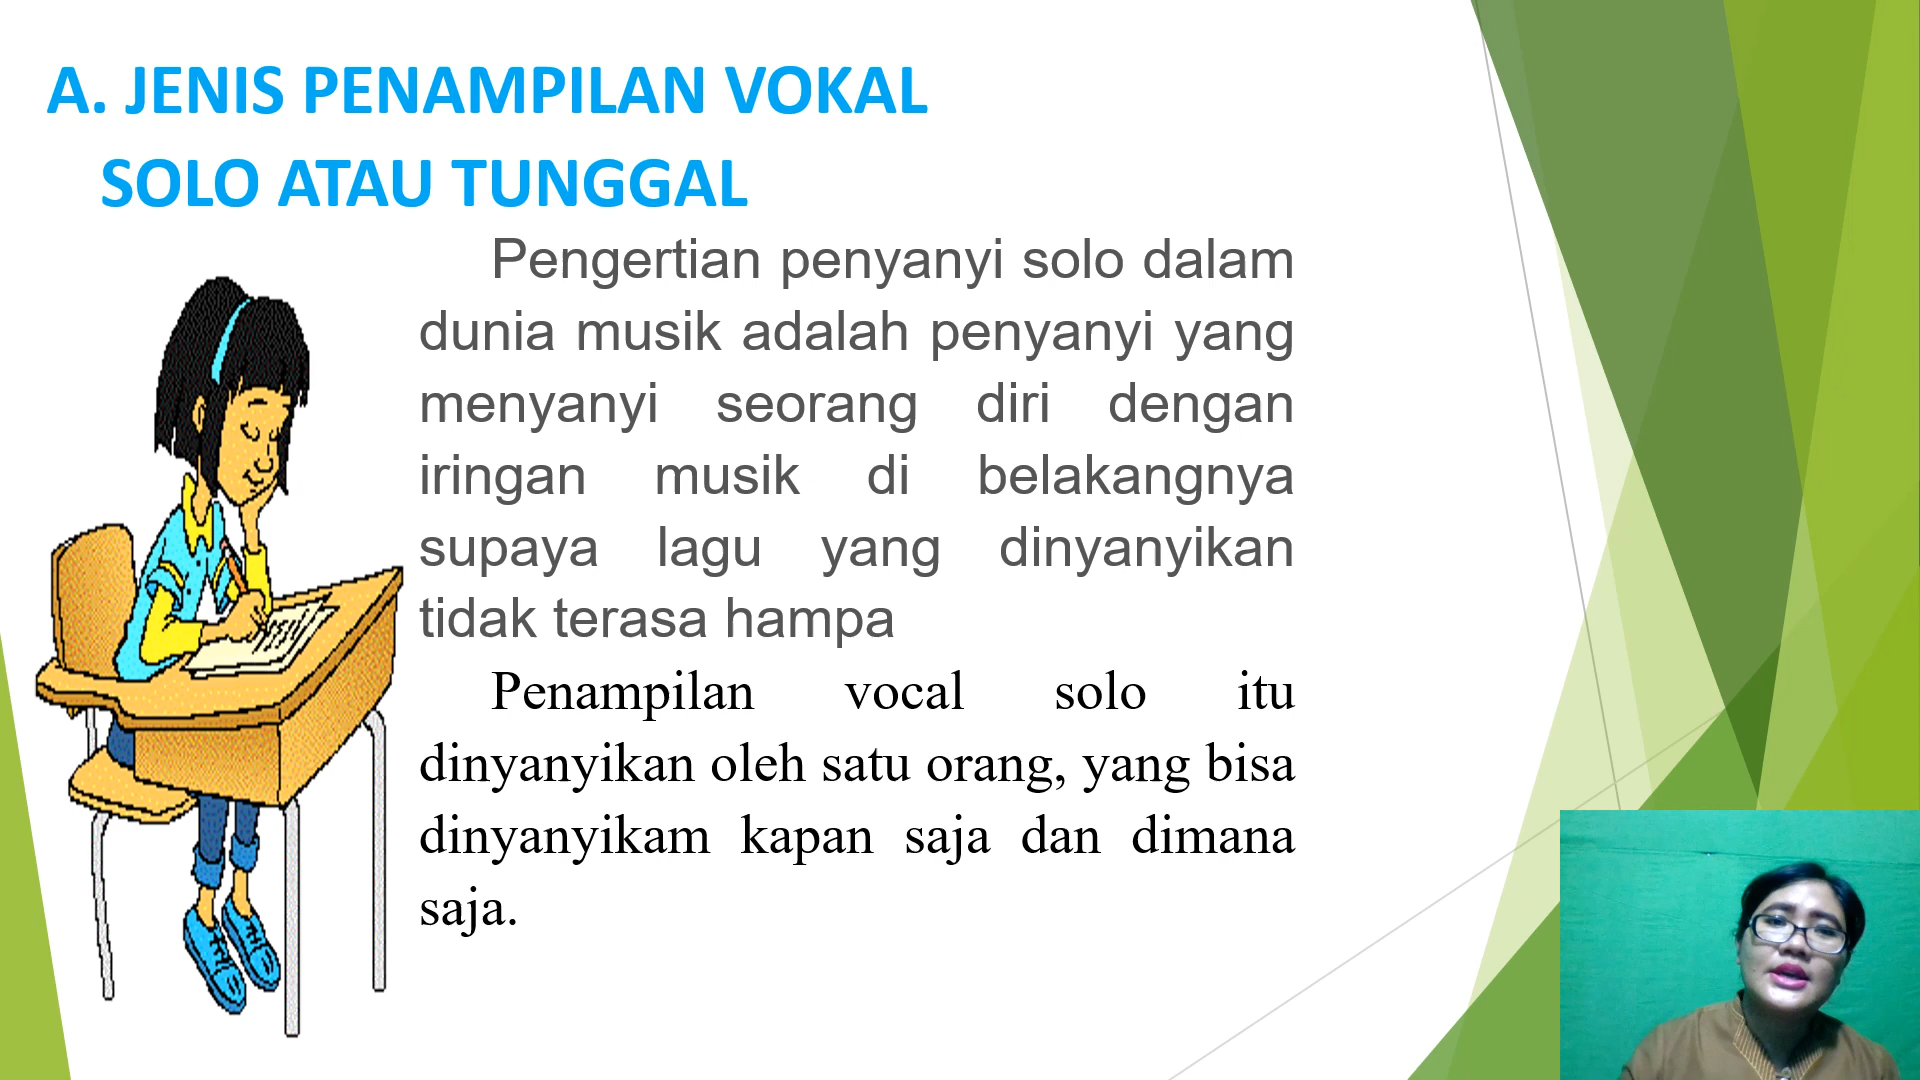 A. JENIS PENAMPILAN VOKAL
SOLO ATAU TUNGGAL
Pengertian penyanyi solo dalam
dunia musik adalah penyanyi yang
menyanyi seorang diri dengan
iringan musik di belakangnya
supaya lagu yang dinyanyikan
tidak terasa hampa
Penampilan vocal solo itu
dinyanyikan oleh satu orang, yang bisa
dinyanyikam kapan saja dan dimana
saja.